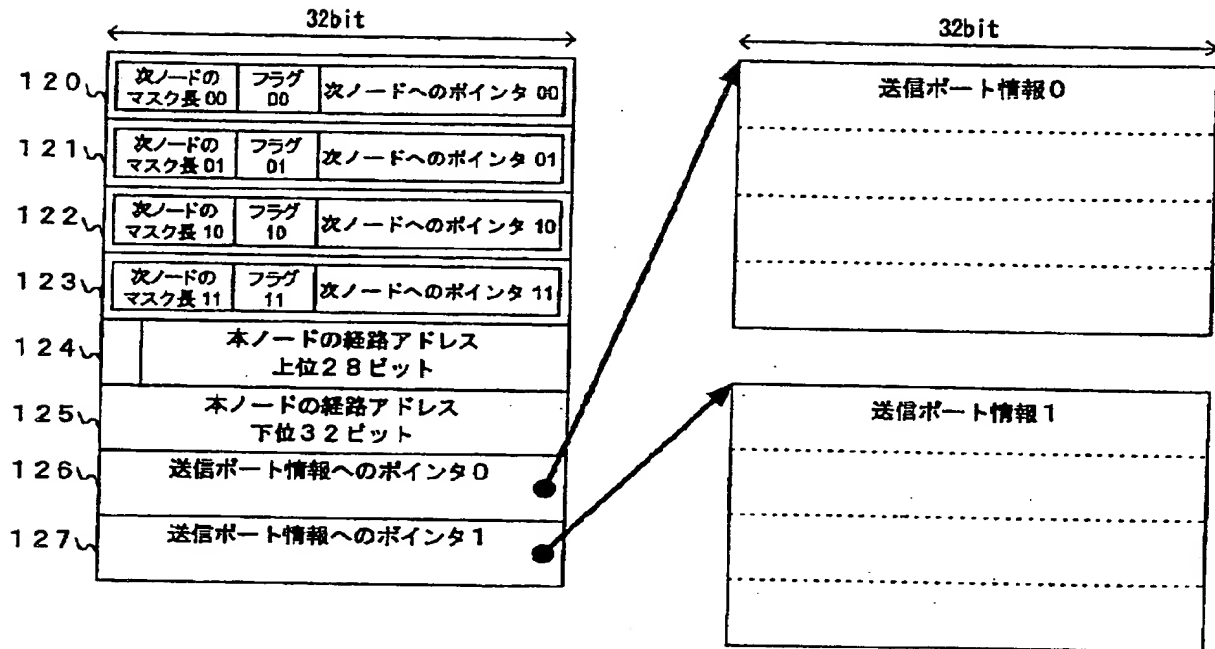 32bit
32bit
120
次ノードの
マスク長00
フラグ
00
次ノードへのポインタ 00
121
次ノードの
マスク長01
フラグ
01
次ノードへのポインタ 01
122
次ノードの
マスク長10
フラグ
10
次ノードへのポインタ 10
123
次ノードの
マスク長11
フラグ
11
次ノードへのポインタ 11
124
本ノードの経路アドレス
上位28ビット
125
本ノードの経路アドレス
下位32ビット
126
送信ポート情報へのポインタ0
127
送信ポート情報へのポインタ1
送信ポート情報0
送信ポート情報1